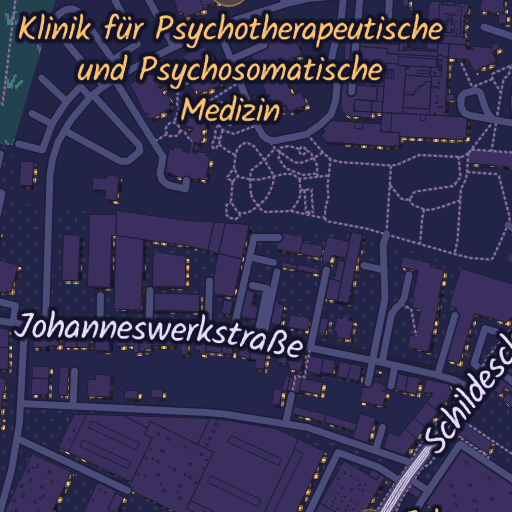 Klinik für Psychotherapeutische
und Psychosomatische
Medizin
Johanneswerkstraße